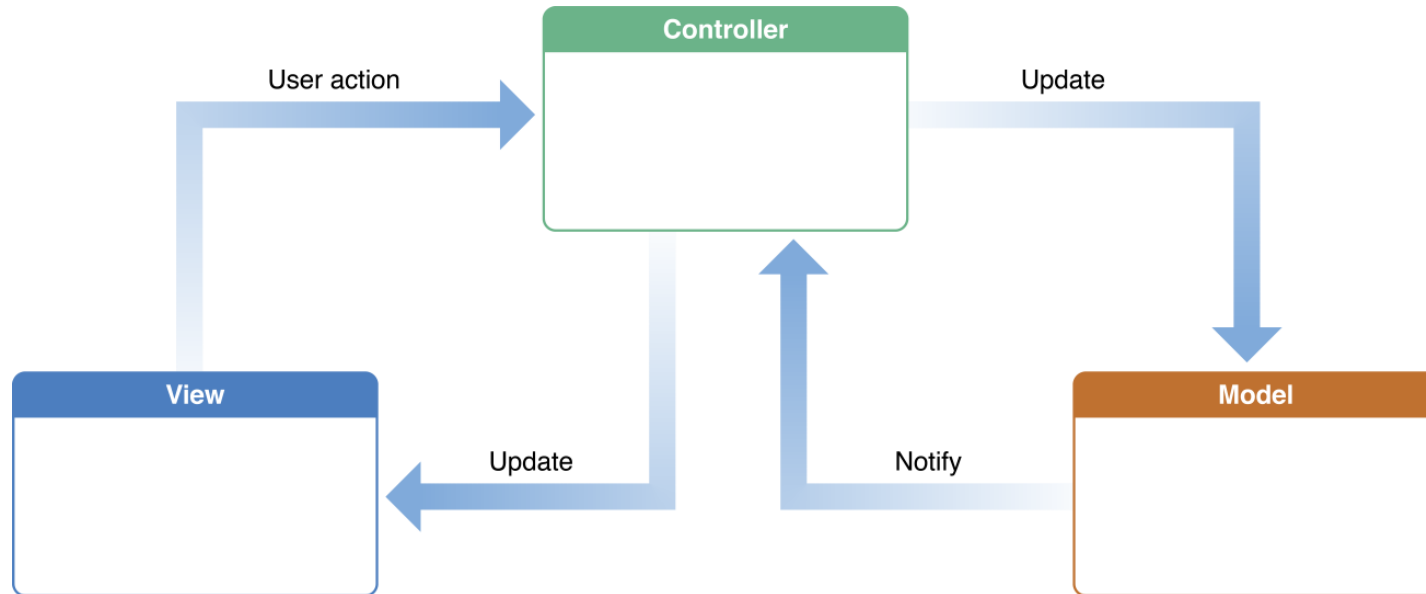 Controller
User action
Update
View
Model
Update
Notify